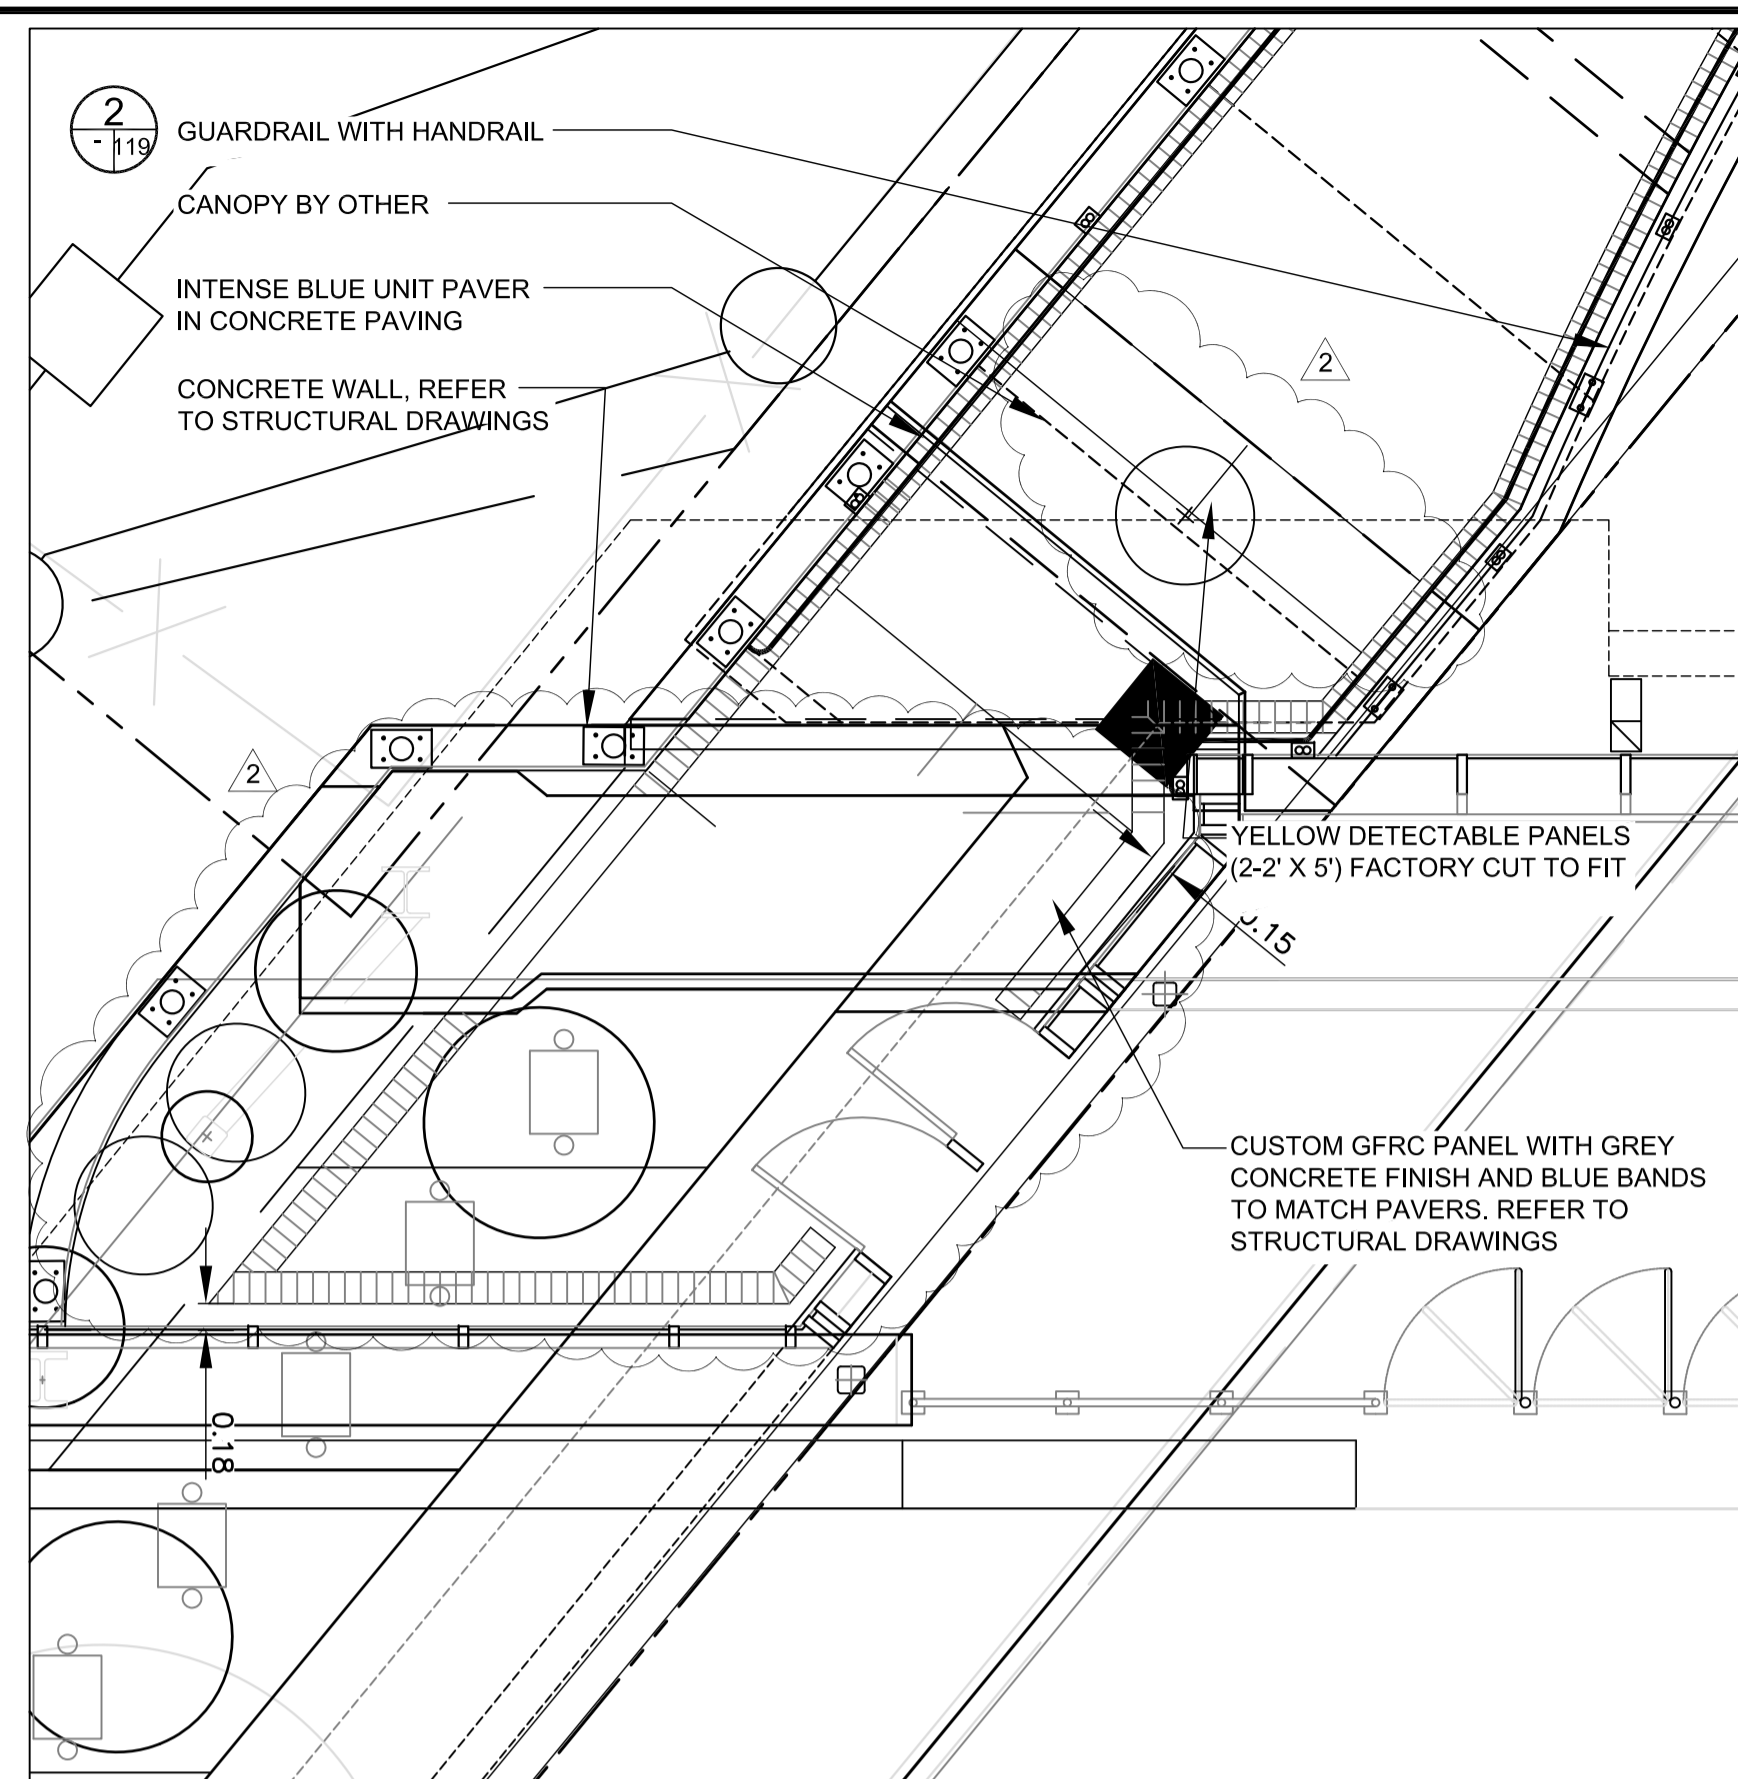 2
- 119
GUARDRAIL WITH HANDRAIL
CANOPY BY OTHER
INTENSE BLUE UNIT PAVER
IN CONCRETE PAVING
CONCRETE WALL, REFER
TO STRUCTURAL DRAWINGS
2
2
YELLOW DETECTABLE PANELS
(2-2' X 5') FACTORY CUT TO FIT
0.15
CUSTOM GFRC PANEL WITH GREY
CONCRETE FINISH AND BLUE BANDS
TO MATCH PAVERS. REFER TO
STRUCTURAL DRAWINGS
0.18